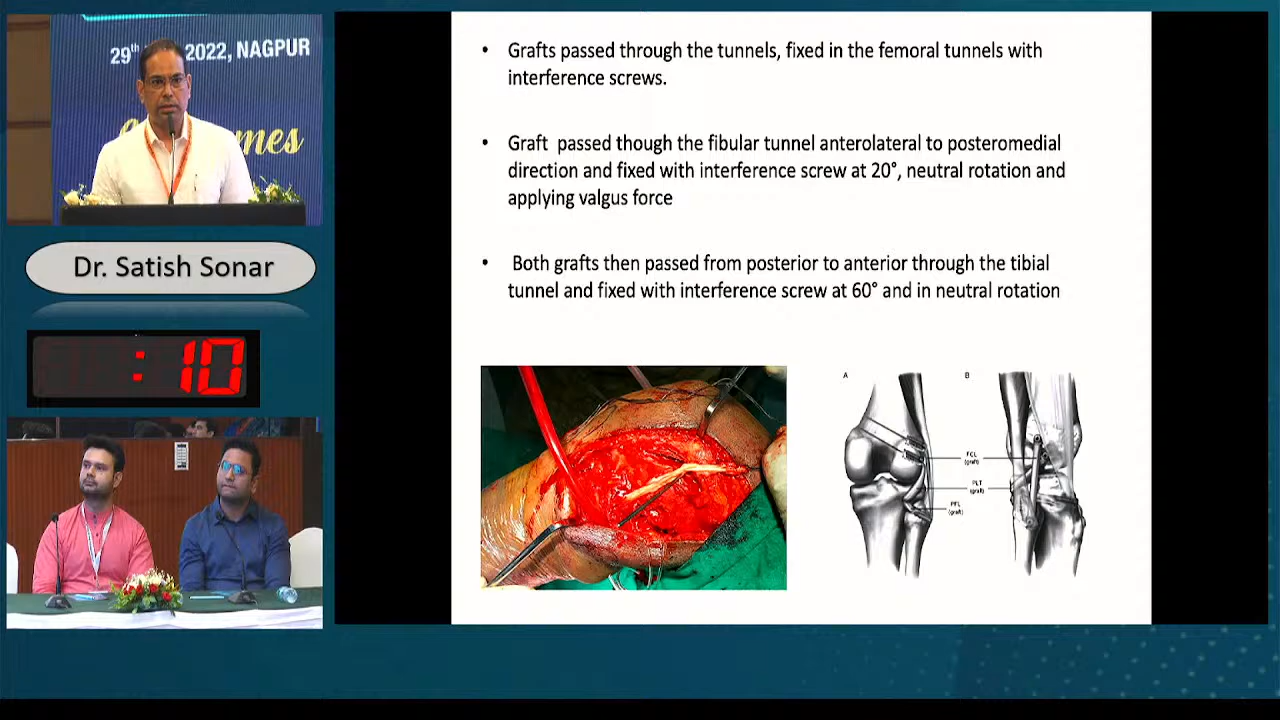 29th 2022, NAGPUR
Dr. Satish Sonar
: 10
• Grafts passed through the tunnels, fixed in the femoral tunnels with
interference screws.
• Graft passed though the fibular tunnel anterolateral to posteromedial
direction and fixed with interference screw at 20°, neutral rotation and
applying valgus force
• Both grafts then passed from posterior to anterior through the tibial
tunnel and fixed with interference screw at 60° and in neutral rotation
A B
FCL
(graft)
PLT
(graft)
PFL
(graft)